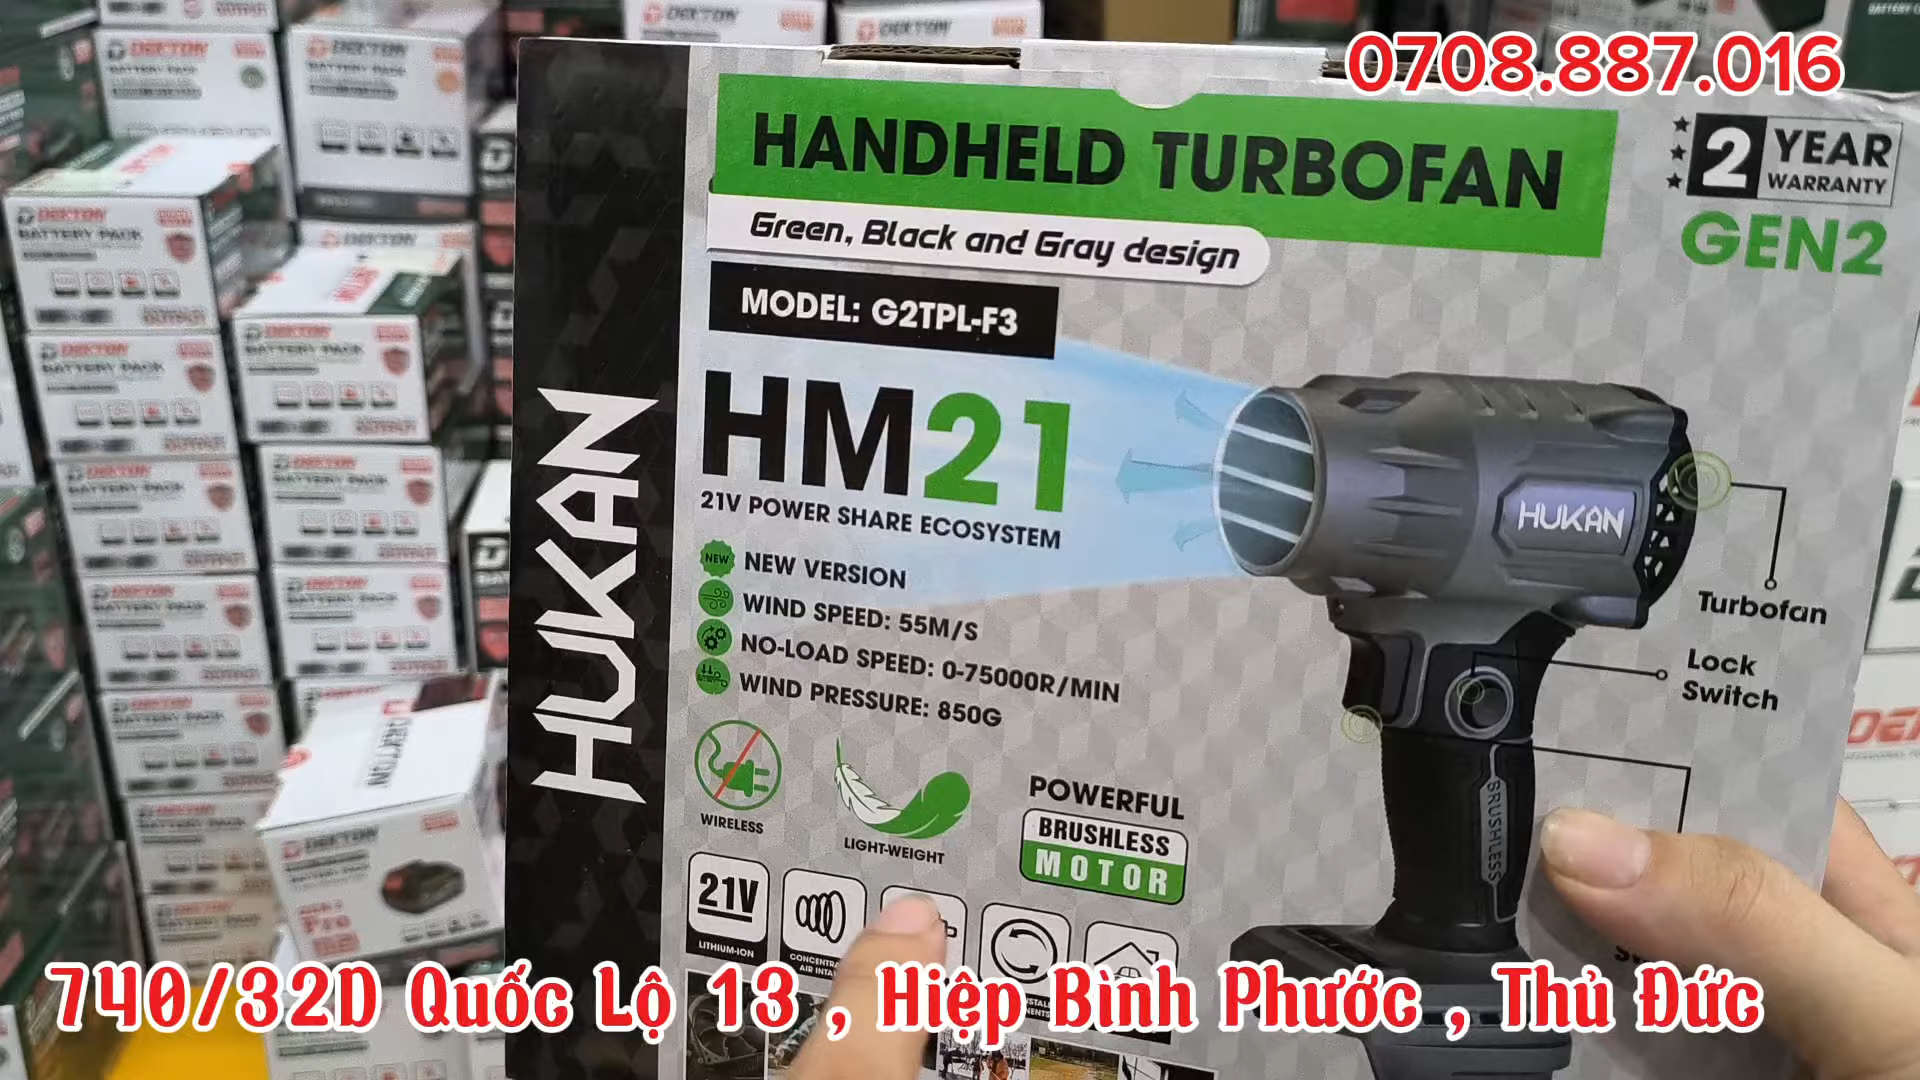 0708.887.016
DEKTON
BATTERY PACK
HANDHELD TURBOFAN
2 YEAR
WARRANTY
GEN2
Green, Black and Gray design
MODEL: G2TPL-F3
HM21
21V POWER SHARE ECOSYSTEM
HUKAN
HUKAN
NEW
NEW VERSION
WIND SPEED: 55M/S
NO-LOAD SPEED: 0-75000R/MIN
WIND PRESSURE: 850G
Turbofan
Lock
Switch
BRUSHLESS
WIRELESS
LIGHT-WEIGHT
POWERFUL
BRUSHLESS
MOTOR
21V
LITHIUM-ION
740/32D Quốc Lộ 13 , Hiệp Bình Phước , Thủ Đức